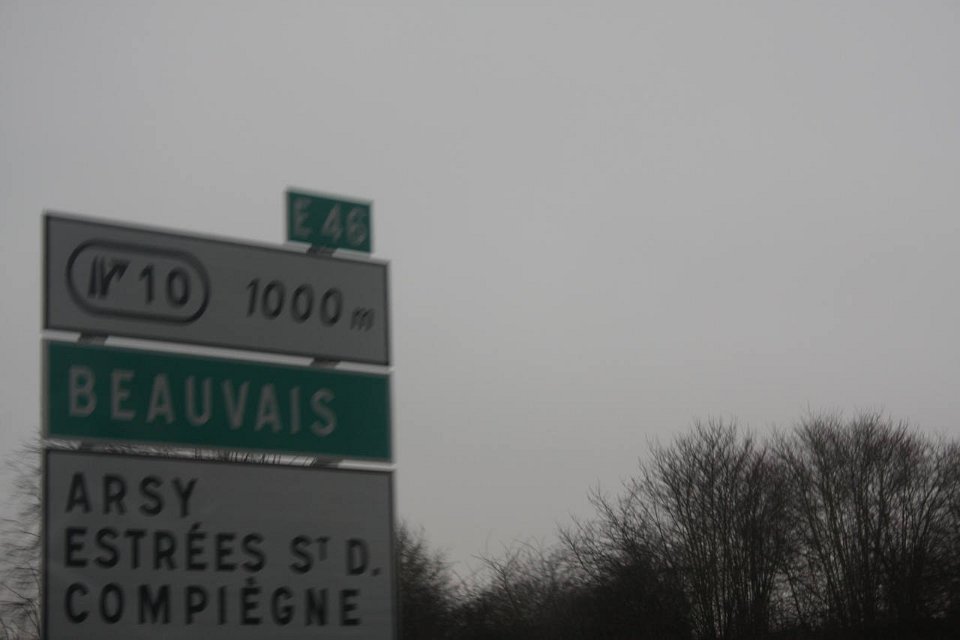 E 46
10 1000 m
BEAUVAIS
ARSY
ESTRÉES ST D.
COMPIÈGNE